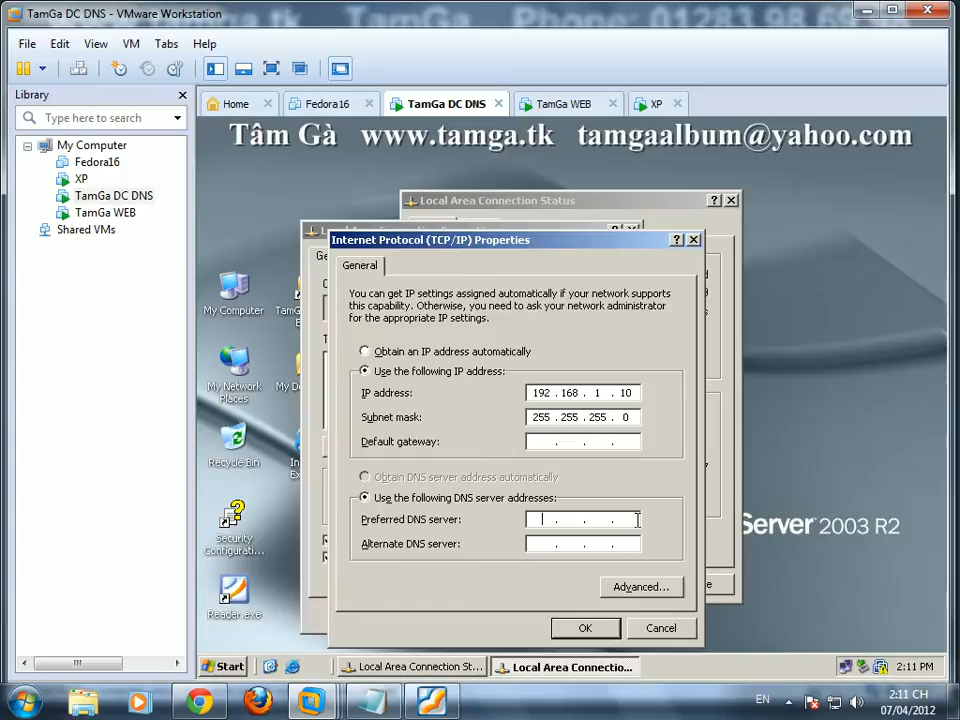 TamGa DC DNS - VMware Workstation
File Edit View VM Tabs Help
Library
Type here to search
My Computer
Fedora16
XP
TamGa DC DNS
TamGa WEB
Shared VMs
Home
Fedora16
TamGa DC DNS
TamGa WEB
XP
Tâm Gà www.tamga.tk tamgaalbum@yahoo.com
Local Area Connection Status
Internet Protocol (TCP/IP) Properties
General
You can get IP settings assigned automatically if your network supports
this capability. Otherwise, you need to ask your network administrator
for the appropriate IP settings.
Obtain an IP address automatically
Use the following IP address:
IP address: 192 . 168 . 1 . 10
Subnet mask: 255 . 255 . 255 . 0
Default gateway: . . .
Obtain DNS server address automatically
Use the following DNS server addresses:
Preferred DNS server: . . .
Alternate DNS server: . . .
Advanced...
OK Cancel
My Computer
My Network
Places
Recycle Bin
Security
Configurati...
Reader.exe
Server 2003 R2
Start
Local Area Connection St...
Local Area Connectio...
2:11 PM
EN
2:11 CH
07/04/2012